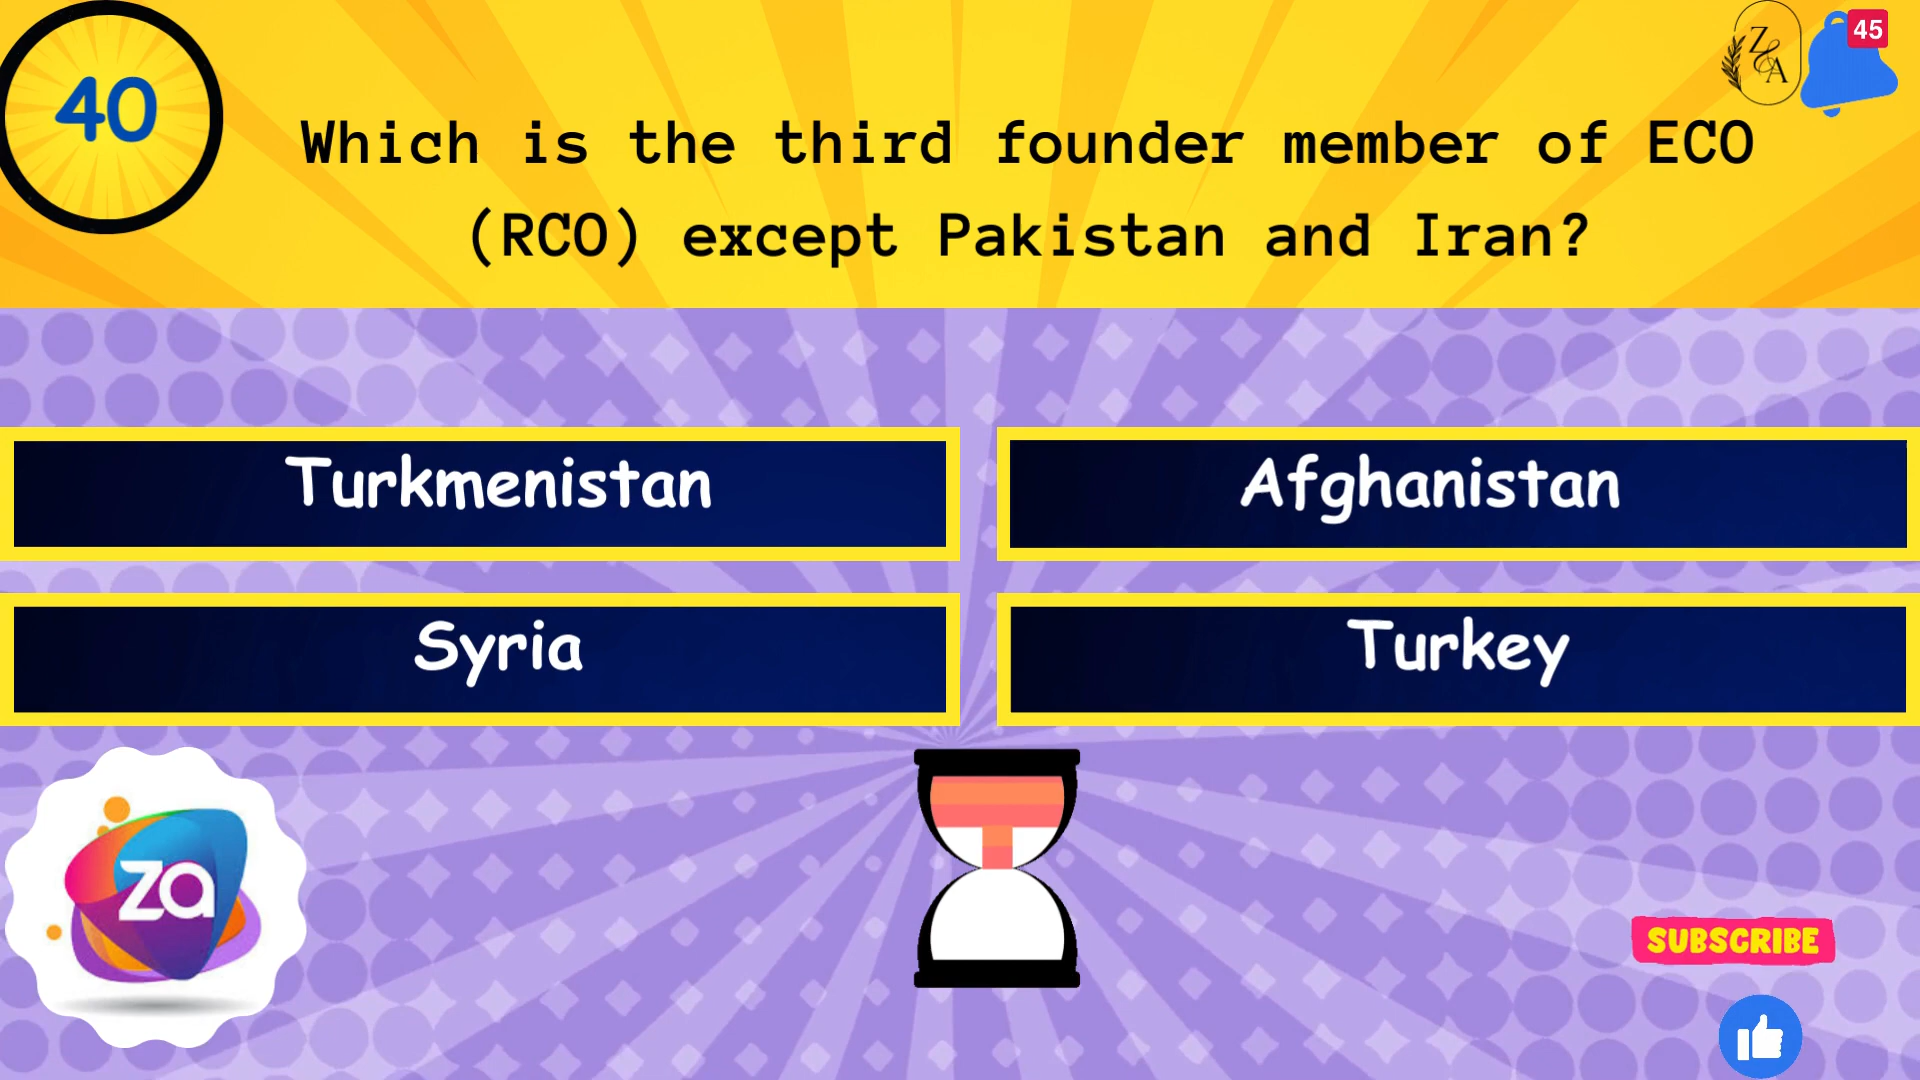 40
45
Z&A
Which is the third founder member of ECO
(RCO) except Pakistan and Iran?
Turkmenistan
Afghanistan
Syria
Turkey
za
SUBSCRIBE